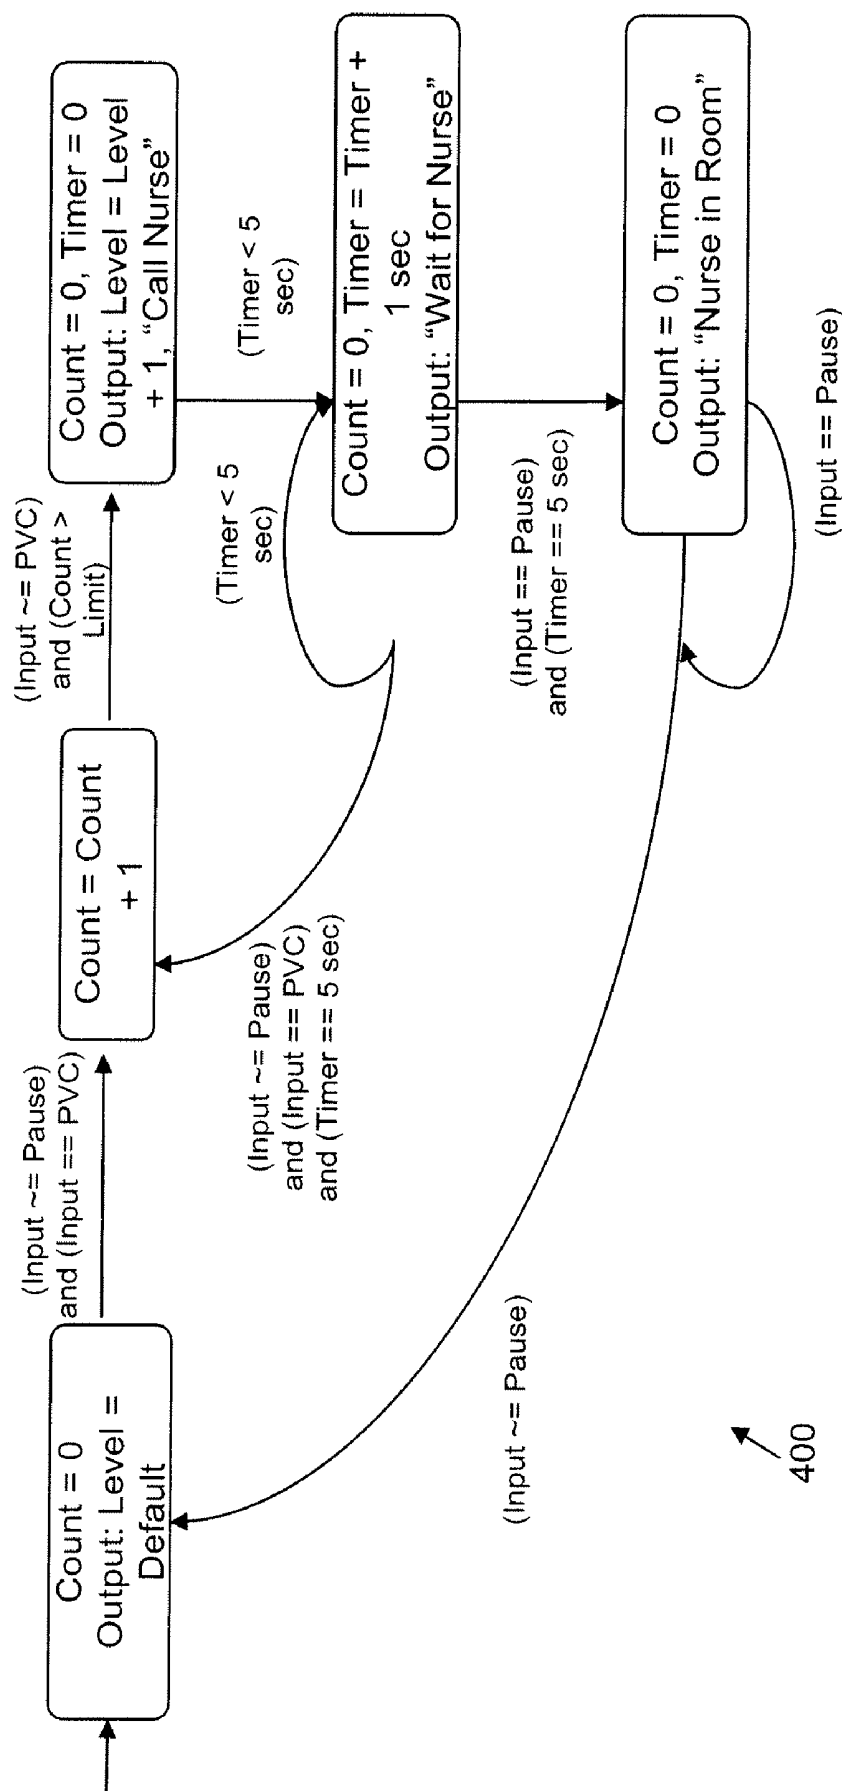 Count = 0
Output: Level =
Default
(Input ~= Pause)
and (Input == PVC)
Count = Count
+ 1
(Input ~= PVC)
and (Count >
Limit)
Count = 0, Timer = 0
Output: Level = Level
+ 1, “Call Nurse”
(Timer < 5
sec)
(Timer < 5
sec)
(Input ~= Pause)
and (Input == PVC)
and (Timer == 5 sec)
Count = 0, Timer = Timer +
1 sec
Output: “Wait for Nurse”
(Input == Pause)
and (Timer == 5 sec)
(Input ~= Pause)
Count = 0, Timer = 0
Output: “Nurse in Room”
(Input == Pause)
400